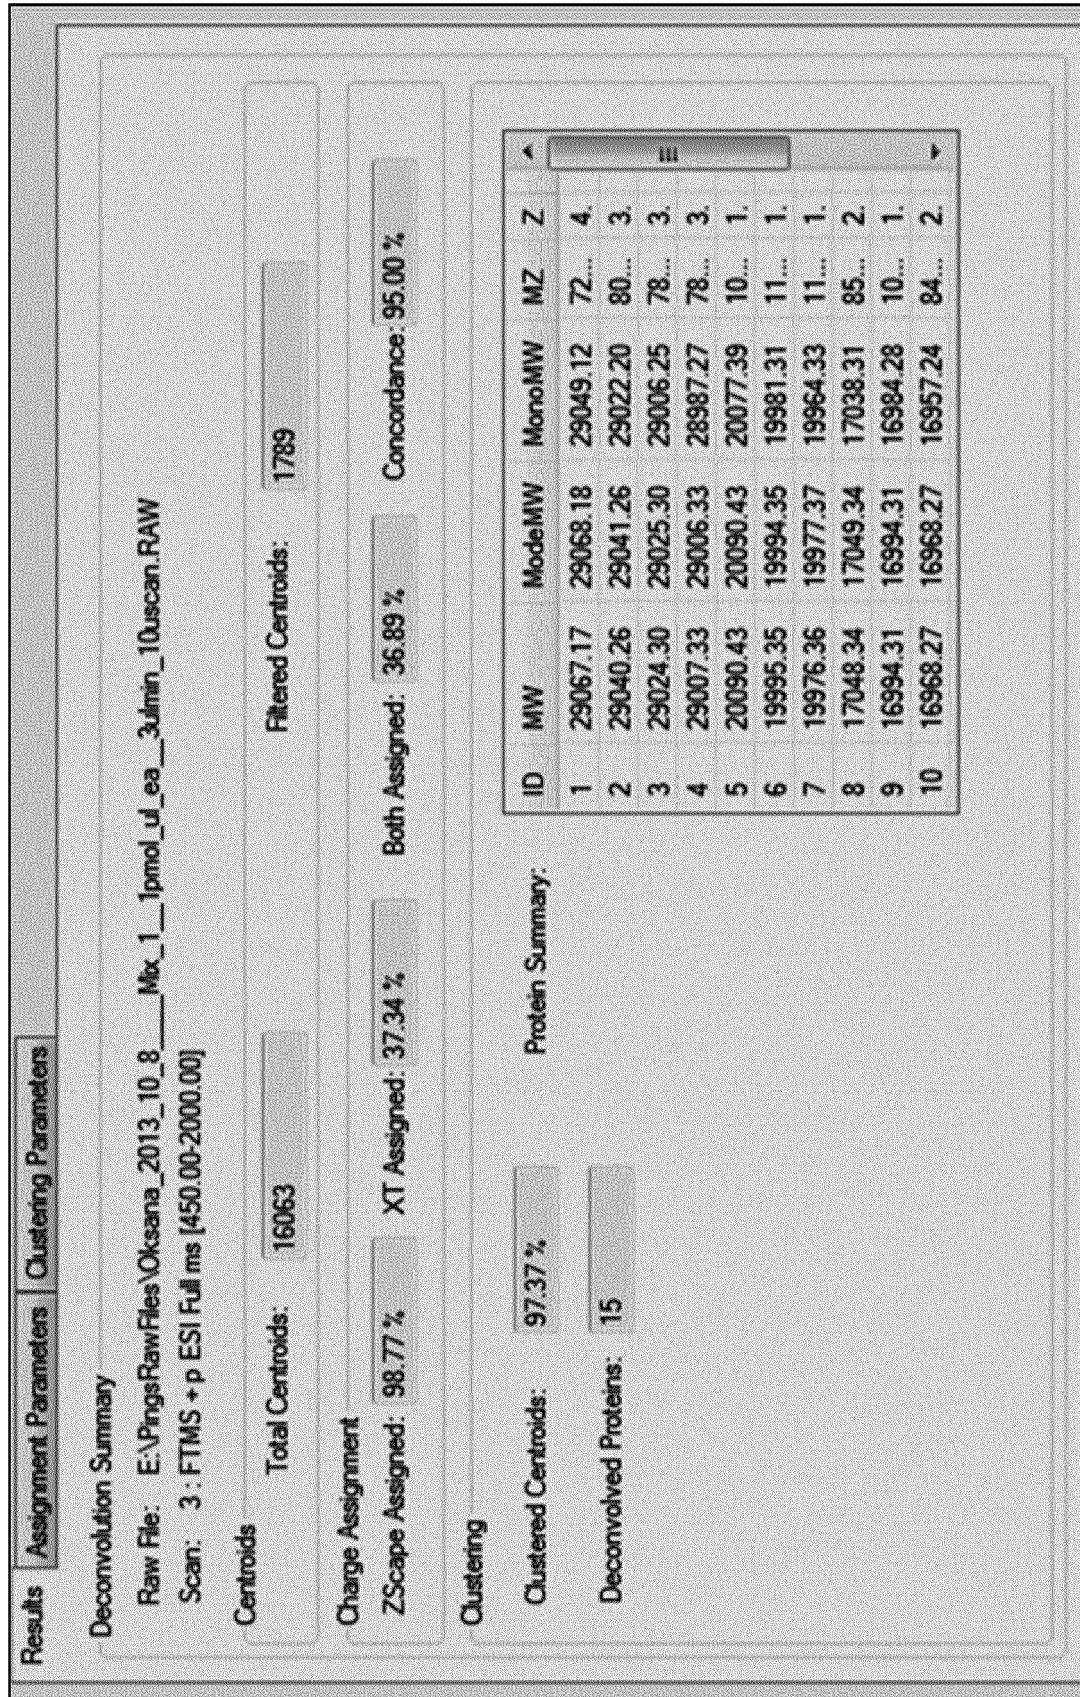 Results Assignment Parameters Clustering Parameters
Deconvolution Summary
Raw File: E:\PingsRawFiles\Oksana_2013_10_8____Mix_1__1pmol_ul_ea__3ulmin_10uscan.RAW
Scan: 3 : FTMS + p ESI Full ms [450.00-2000.00]
Centroids
Total Centroids: 16063 Filtered Centroids: 1789
Charge Assignment
ZScape Assigned: 98.77 % XT Assigned: 37.34 % Both Assigned: 36.89 % Concordance: 95.00 %
Clustering
Clustered Centroids: 97.37 %
Deconvolved Proteins: 15
Protein Summary:
ID MW ModeMW MonoMW MZ Z
1 29067.17 29068.18 29049.12 72... 4.
2 29040.26 29041.26 29022.20 80... 3.
3 29024.30 29025.30 29006.25 78... 3.
4 29007.33 29006.33 28987.27 78... 3.
5 20090.43 20090.43 20077.39 10... 1.
6 19995.35 19994.35 19981.31 11... 1.
7 19976.36 19977.37 19964.33 11... 1.
8 17048.34 17049.34 17038.31 85... 2.
9 16994.31 16994.31 16984.28 10... 1.
10 16968.27 16968.27 16957.24 84... 2.